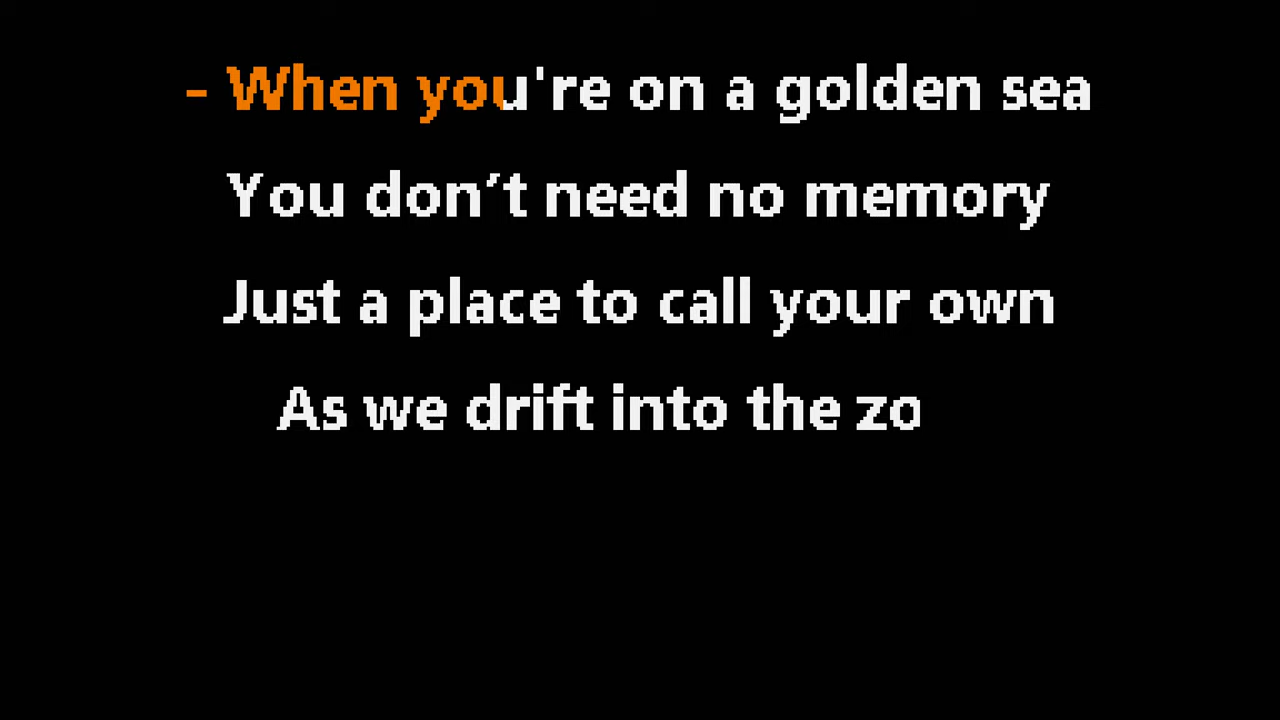 - When you're on a golden sea
You don’t need no memory
Just a place to call your own
As we drift into the zo